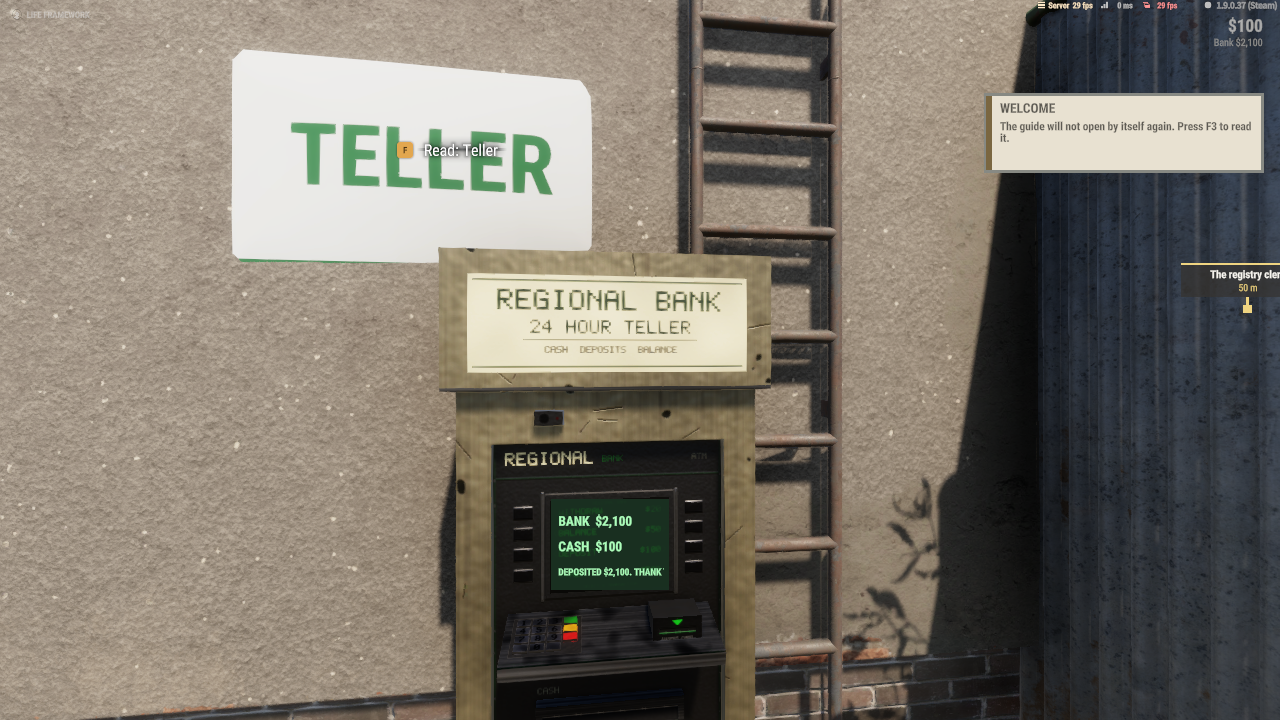 LIFE FRAMEWORK
Server 29 fps 0 ms 29 fps 1.9.0.37 (Steam)
$100
Bank $2,100
WELCOME
The guide will not open by itself again. Press F3 to read
it.
TELLER
F Read: Teller
The registry cler
50 m
REGIONAL BANK
24 HOUR TELLER
CASH DEPOSITS BALANCE
REGIONAL BANK ATM
BANK $2,100
CASH $100
DEPOSITED $2,100. THANK
CASH